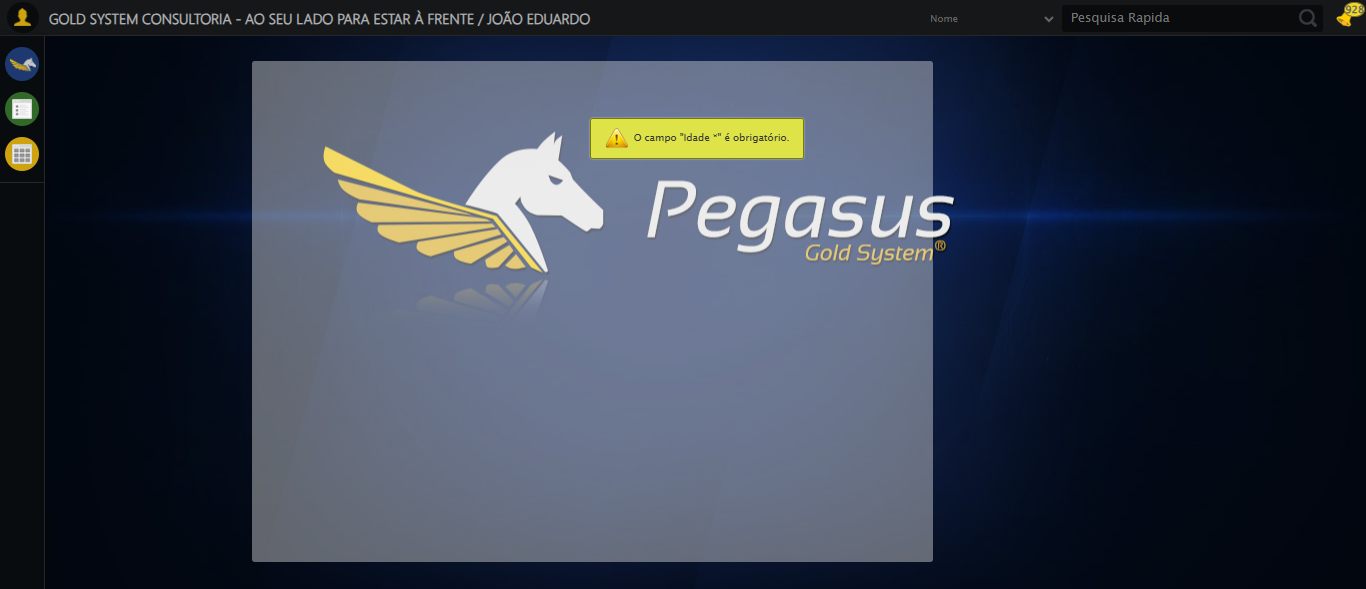 GOLD SYSTEM CONSULTORIA - AO SEU LADO PARA ESTAR À FRENTE / JOÃO EDUARDO
Nome
Pesquisa Rapida
928
O campo "Idade *" é obrigatório.
Pegasus
Gold System®